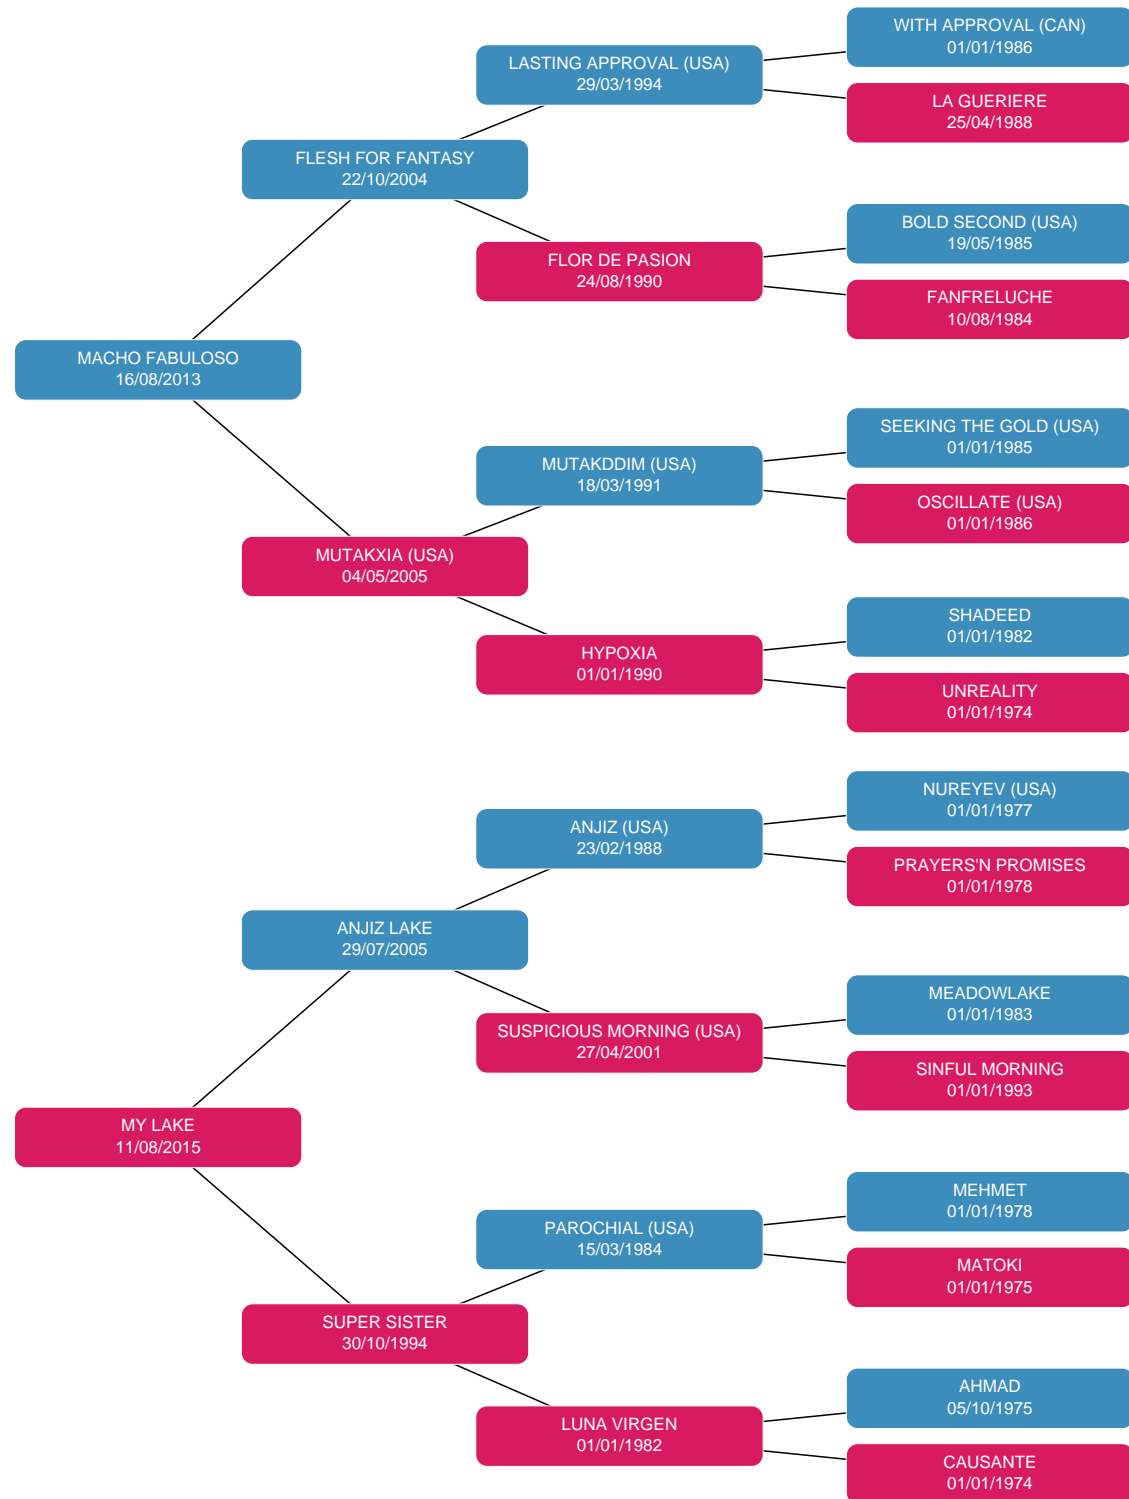 WITH APPROVAL (CAN)
01/01/1986
LASTING APPROVAL (USA)
29/03/1994
LA GUERIERE
25/04/1988
FLESH FOR FANTASY
22/10/2004
BOLD SECOND (USA)
19/05/1985
FLOR DE PASION
24/08/1990
FANFRELUCHE
10/08/1984
MACHO FABULOSO
16/08/2013
SEEKING THE GOLD (USA)
01/01/1985
MUTAKDDIM (USA)
18/03/1991
OSCILLATE (USA)
01/01/1986
MUTAKXIA (USA)
04/05/2005
SHADEED
01/01/1982
HYPOXIA
01/01/1990
UNREALITY
01/01/1974
NUREYEV (USA)
01/01/1977
ANJIZ (USA)
23/02/1988
PRAYERS'N PROMISES
01/01/1978
ANJIZ LAKE
29/07/2005
MEADOWLAKE
01/01/1983
SUSPICIOUS MORNING (USA)
27/04/2001
SINFUL MORNING
01/01/1993
MY LAKE
11/08/2015
MEHMET
01/01/1978
PAROCHIAL (USA)
15/03/1984
MATOKI
01/01/1975
SUPER SISTER
30/10/1994
AHMAD
05/10/1975
LUNA VIRGEN
01/01/1982
CAUSANTE
01/01/1974